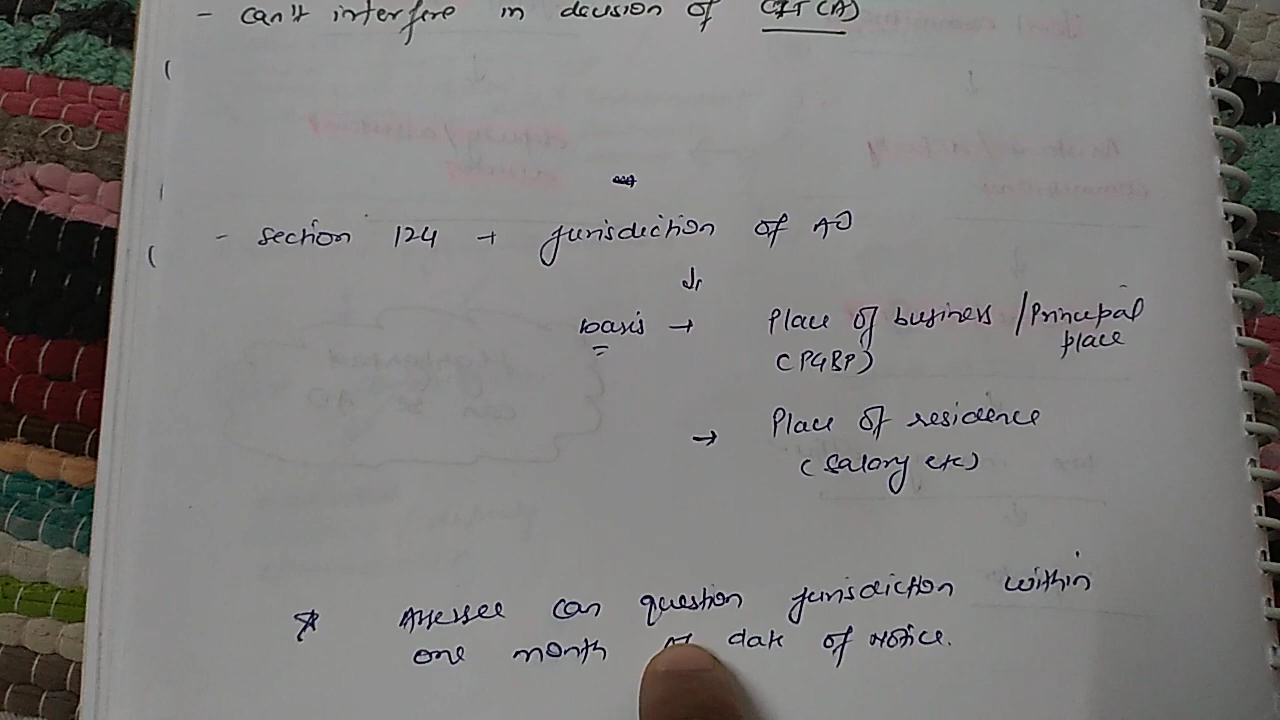 - can't interfere in decision of CIT(A)
- section 124 → jurisdiction of AO
basis → Place of business / Principal place
(PGBP)
→ Place of residence
(Salary etc)
* Assessee can question jurisdiction within
one month date of notice.